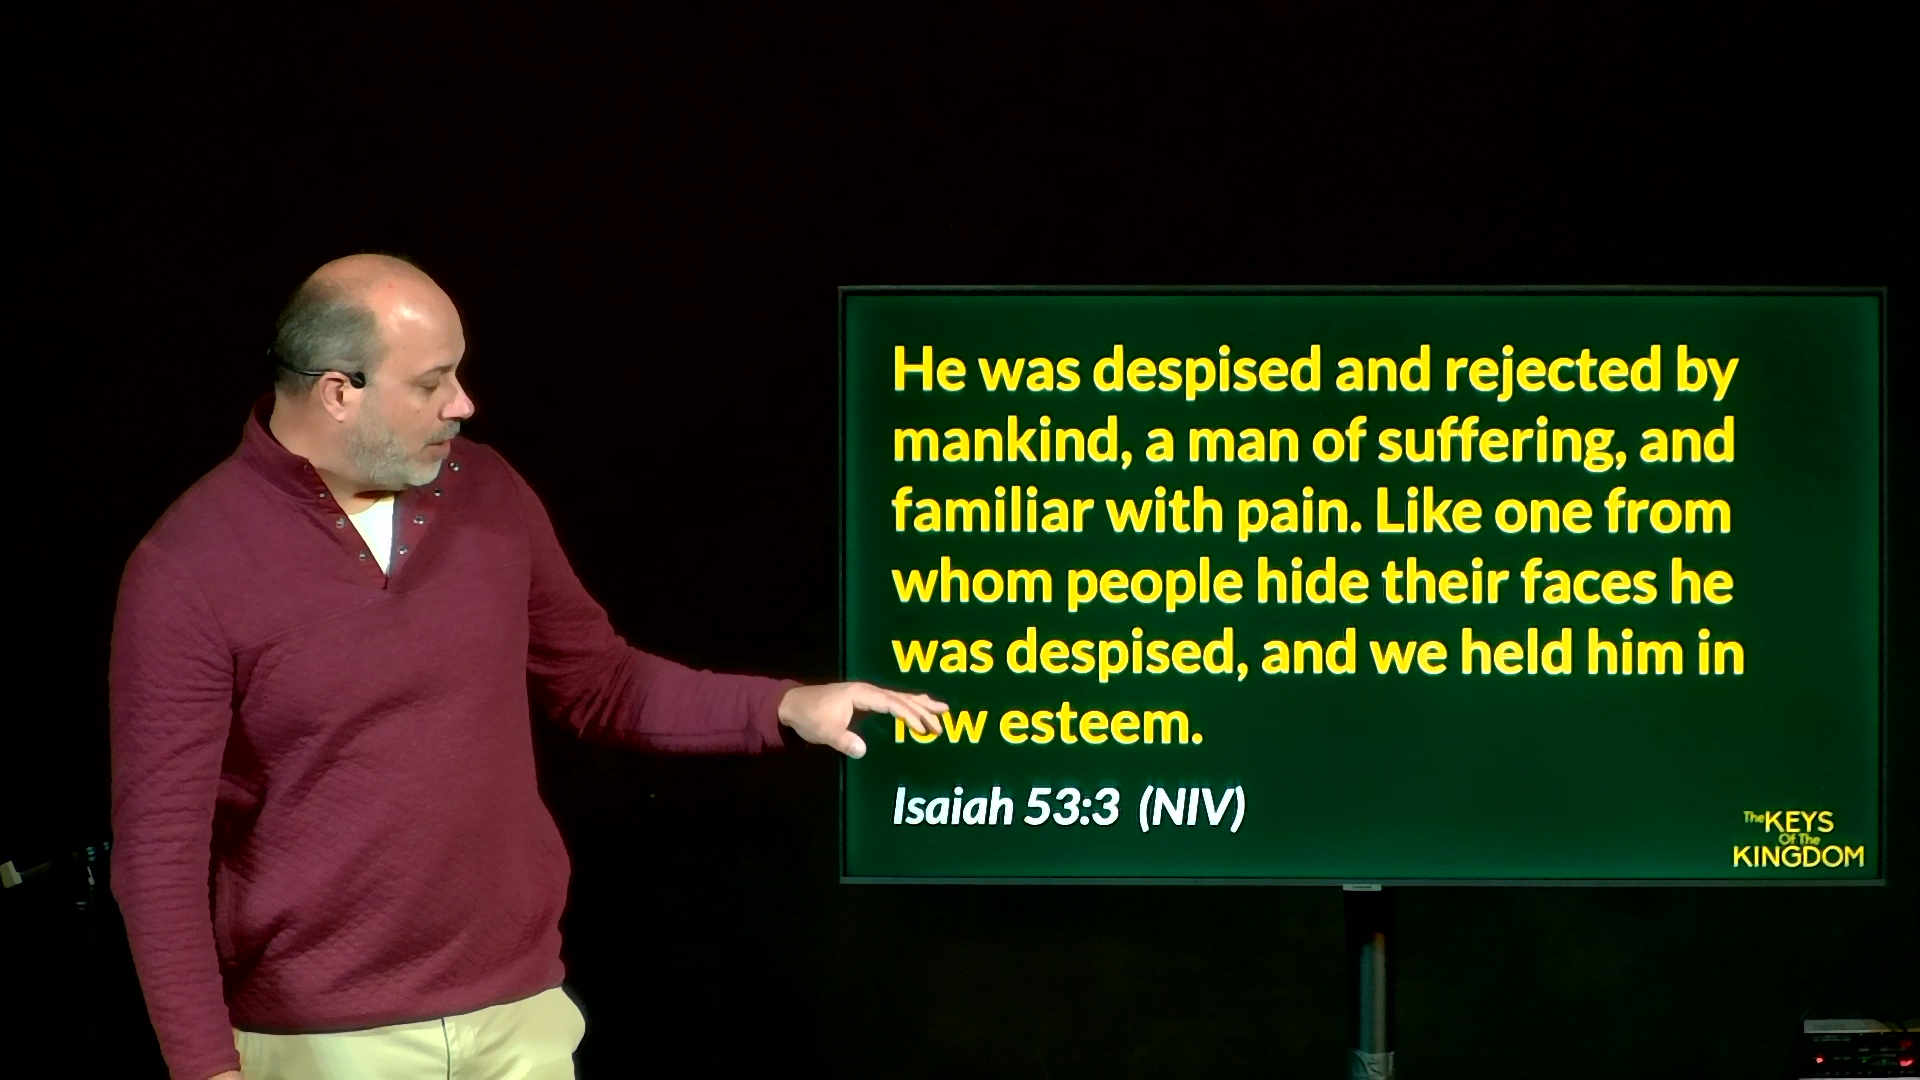 He was despised and rejected by
mankind, a man of suffering, and
familiar with pain. Like one from
whom people hide their faces he
was despised, and we held him in
low esteem.
Isaiah 53:3 (NIV)
The KEYS
Of The
KINGDOM